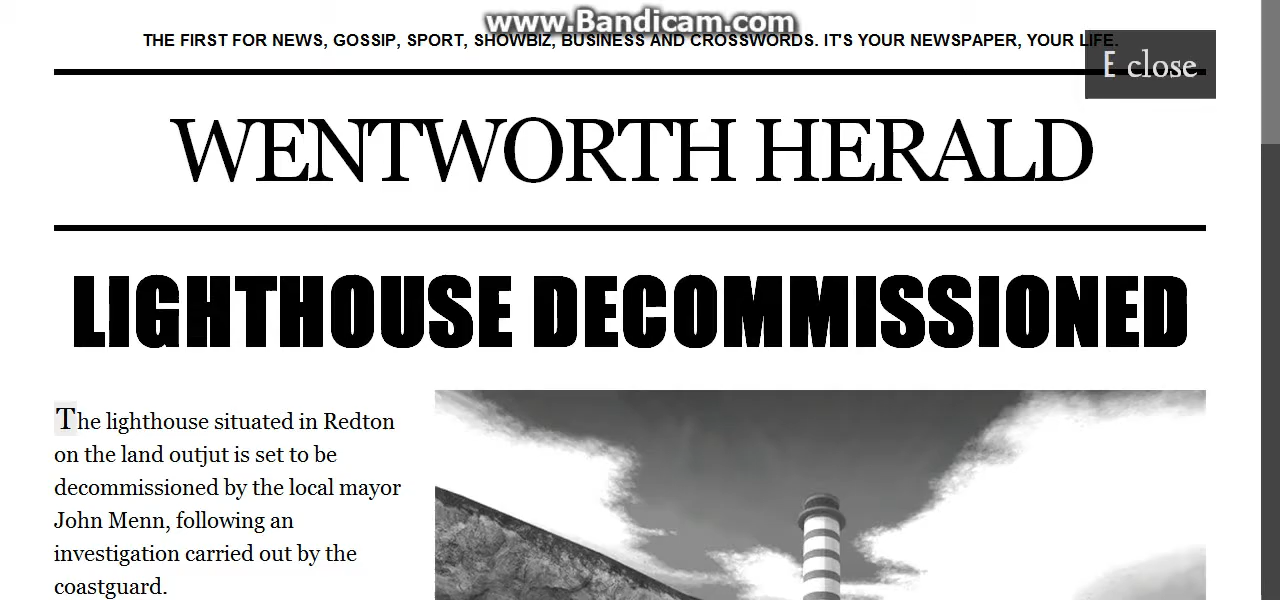 www.Bandicam.com
THE FIRST FOR NEWS, GOSSIP, SPORT, SHOWBIZ, BUSINESS AND CROSSWORDS. IT'S YOUR NEWSPAPER, YOUR LIFE.
E close
WENTWORTH HERALD
LIGHTHOUSE DECOMMISSIONED
The lighthouse situated in Redton
on the land outjut is set to be
decommissioned by the local mayor
John Menn, following an
investigation carried out by the
coastguard.